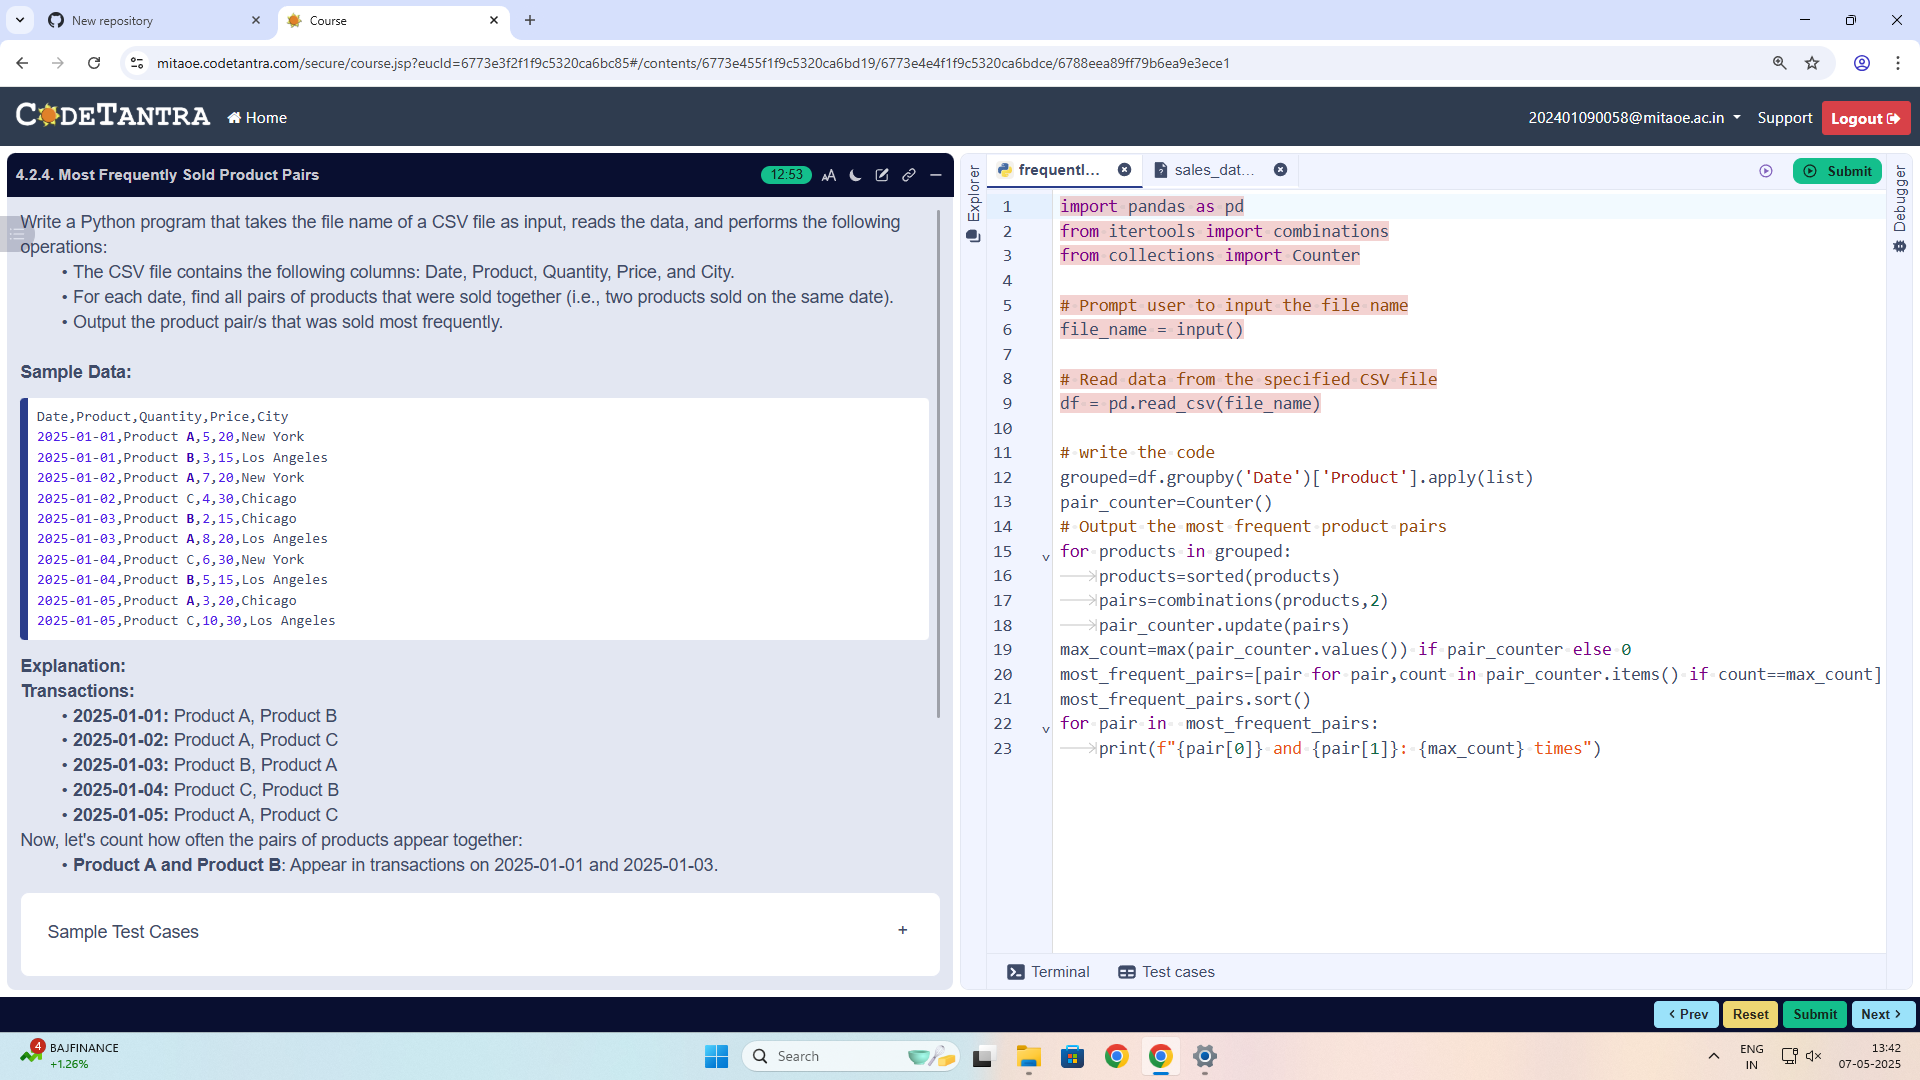 New repository
Course
mitaoe.codetantra.com/secure/course.jsp?eucId=6773e3f2f1f9c5320ca6bc85#/contents/6773e455f1f9c5320ca6bd19/6773e4e4f1f9c5320ca6bdce/6788eea89ff79b6ea9e3ece1
CODETANTRA
Home
202401090058@mitaoe.ac.in
Support
Logout
4.2.4. Most Frequently Sold Product Pairs
12:53
AA
Write a Python program that takes the file name of a CSV file as input, reads the data, and performs the following
operations:
• The CSV file contains the following columns: Date, Product, Quantity, Price, and City.
• For each date, find all pairs of products that were sold together (i.e., two products sold on the same date).
• Output the product pair/s that was sold most frequently.
Sample Data:
Date,Product,Quantity,Price,City
2025-01-01,Product A,5,20,New York
2025-01-01,Product B,3,15,Los Angeles
2025-01-02,Product A,7,20,New York
2025-01-02,Product C,4,30,Chicago
2025-01-03,Product B,2,15,Chicago
2025-01-03,Product A,8,20,Los Angeles
2025-01-04,Product C,6,30,New York
2025-01-04,Product B,5,15,Los Angeles
2025-01-05,Product A,3,20,Chicago
2025-01-05,Product C,10,30,Los Angeles
Explanation:
Transactions:
• 2025-01-01: Product A, Product B
• 2025-01-02: Product A, Product C
• 2025-01-03: Product B, Product A
• 2025-01-04: Product C, Product B
• 2025-01-05: Product A, Product C
Now, let's count how often the pairs of products appear together:
• Product A and Product B: Appear in transactions on 2025-01-01 and 2025-01-03.
Sample Test Cases
+
Explorer
frequentl...
sales_dat...
Submit
Debugger
1 import pandas as pd
2 from itertools import combinations
3 from collections import Counter
4
5 # Prompt user to input the file name
6 file_name = input()
7
8 # Read data from the specified CSV file
9 df = pd.read_csv(file_name)
10
11 # write the code
12 grouped=df.groupby('Date')['Product'].apply(list)
13 pair_counter=Counter()
14 # Output the most frequent product pairs
15 for products in grouped:
16 products=sorted(products)
17 pairs=combinations(products,2)
18 pair_counter.update(pairs)
19 max_count=max(pair_counter.values()) if pair_counter else 0
20 most_frequent_pairs=[pair for pair,count in pair_counter.items() if count==max_count]
21 most_frequent_pairs.sort()
22 for pair in  most_frequent_pairs:
23 print(f"{pair[0]} and {pair[1]}: {max_count} times")
Terminal
Test cases
Prev
Reset
Submit
Next
4
BAJFINANCE
+1.26%
Search
ENG
IN
13:42
07-05-2025